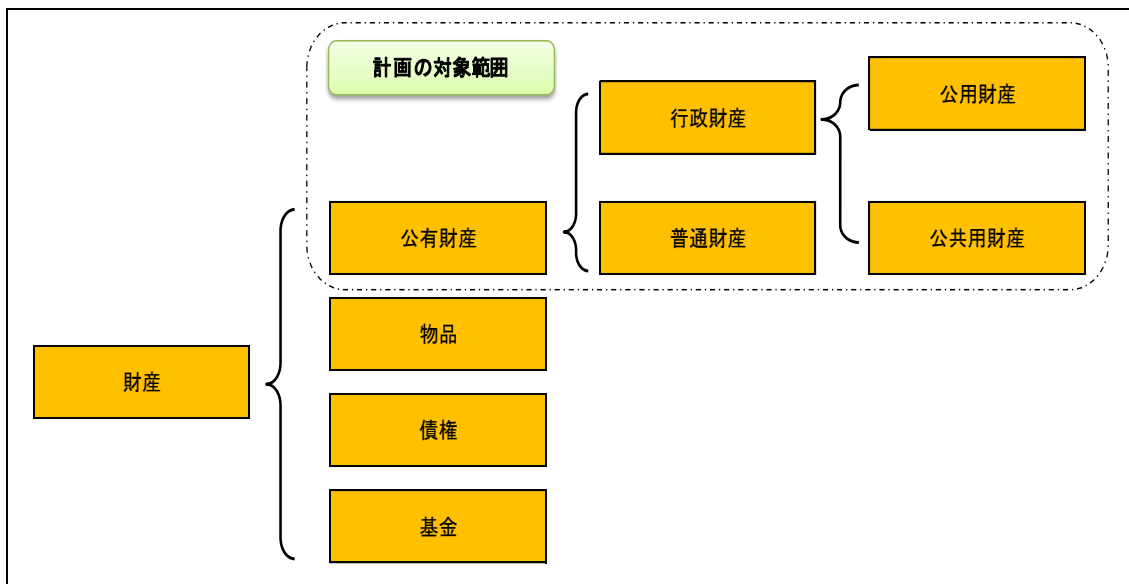 計画の対象範囲
公用財産
行政財産
公有財産
普通財産
公共用財産
物品
財産
債権
基金